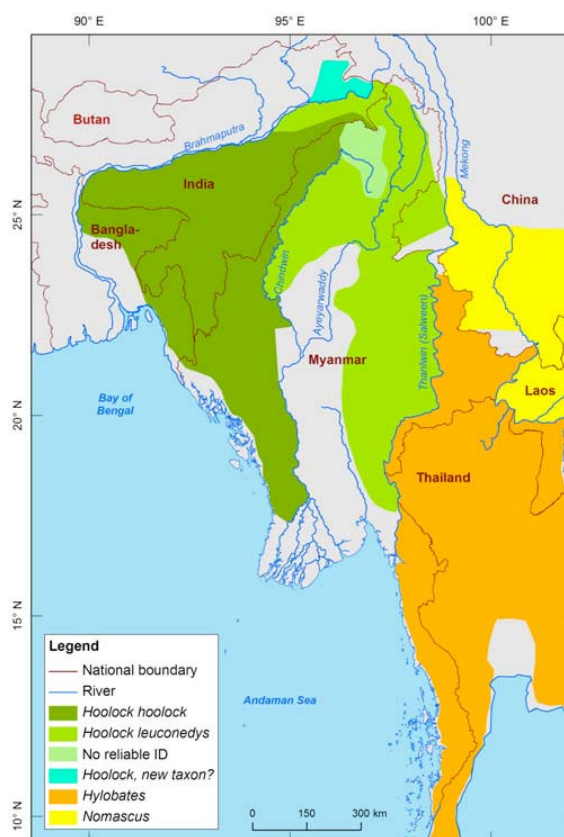 90° E
95° E
100° E
Butan
Brahmaputra
Mekong
India
China
25° N
Bangla-
desh
Chindwin
Ayeyarwaddy
Thanlwin (Salween)
Myanmar
Laos
20° N
Bay of
Bengal
Thailand
15° N
Legend
National boundary
River
Hoolock hoolock
Hoolock leuconedys
No reliable ID
Hoolock, new taxon?
Hylobates
Nomascus
Andaman Sea
0 150 300 km
10° N